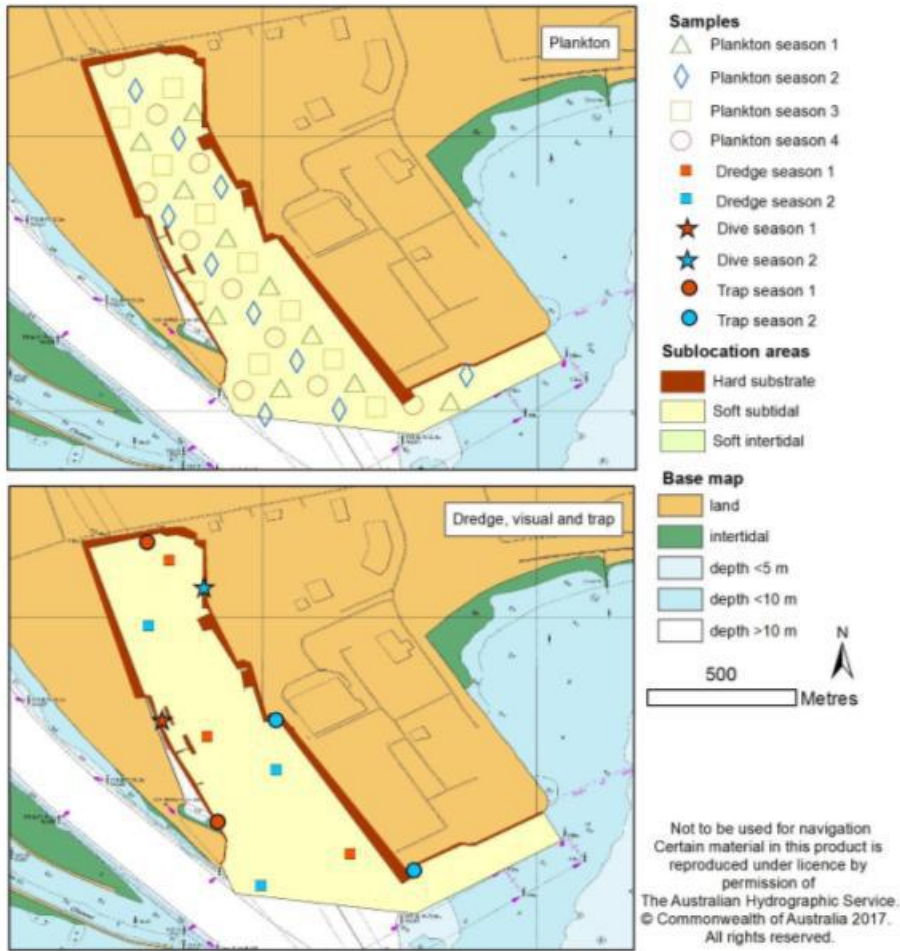 Plankton
Dredge, visual and trap
Samples
Plankton season 1
Plankton season 2
Plankton season 3
Plankton season 4
Dredge season 1
Dredge season 2
Dive season 1
Dive season 2
Trap season 1
Trap season 2
Sublocation areas
Hard substrate
Soft subtidal
Soft intertidal
Base map
land
intertidal
depth <5 m
depth <10 m
depth >10 m
N
500
Metres
Not to be used for navigation
Certain material in this product is
reproduced under licence by
permission of
The Australian Hydrographic Service.
© Commonwealth of Australia 2017.
All rights reserved.